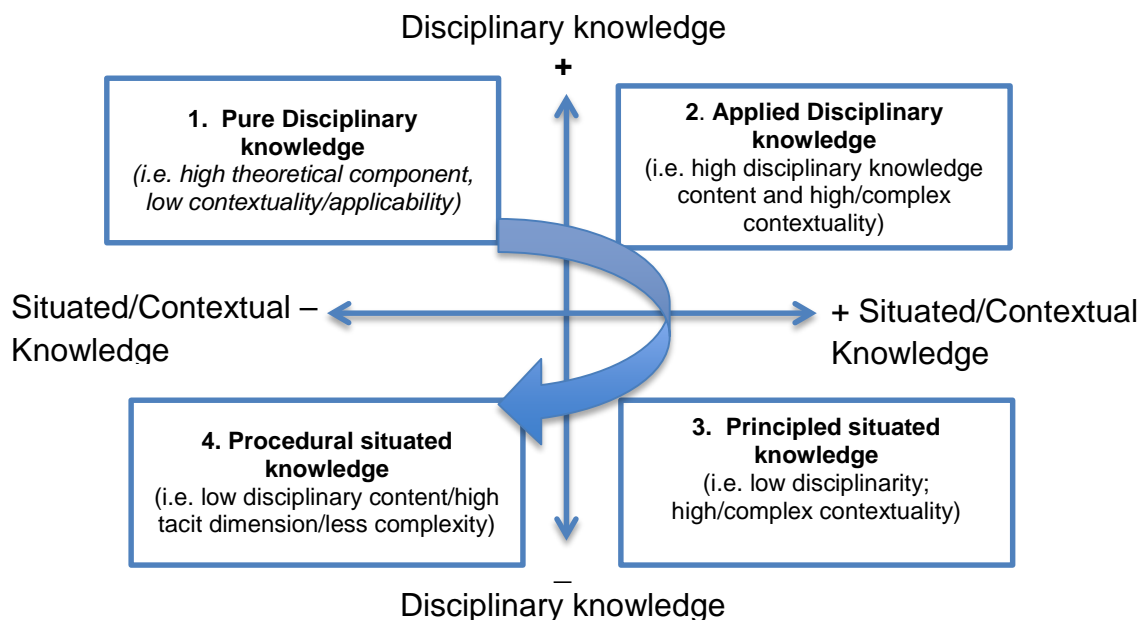 Disciplinary knowledge
+
1. Pure Disciplinary
knowledge
(i.e. high theoretical component,
low contextuality/applicability)
2. Applied Disciplinary
knowledge
(i.e. high disciplinary knowledge
content and high/complex
contextuality)
Situated/Contextual –
Knowledge
+ Situated/Contextual
Knowledge
4. Procedural situated
knowledge
(i.e. low disciplinary content/high
tacit dimension/less complexity)
3. Principled situated
knowledge
(i.e. low disciplinarity;
high/complex contextuality)
–
Disciplinary knowledge